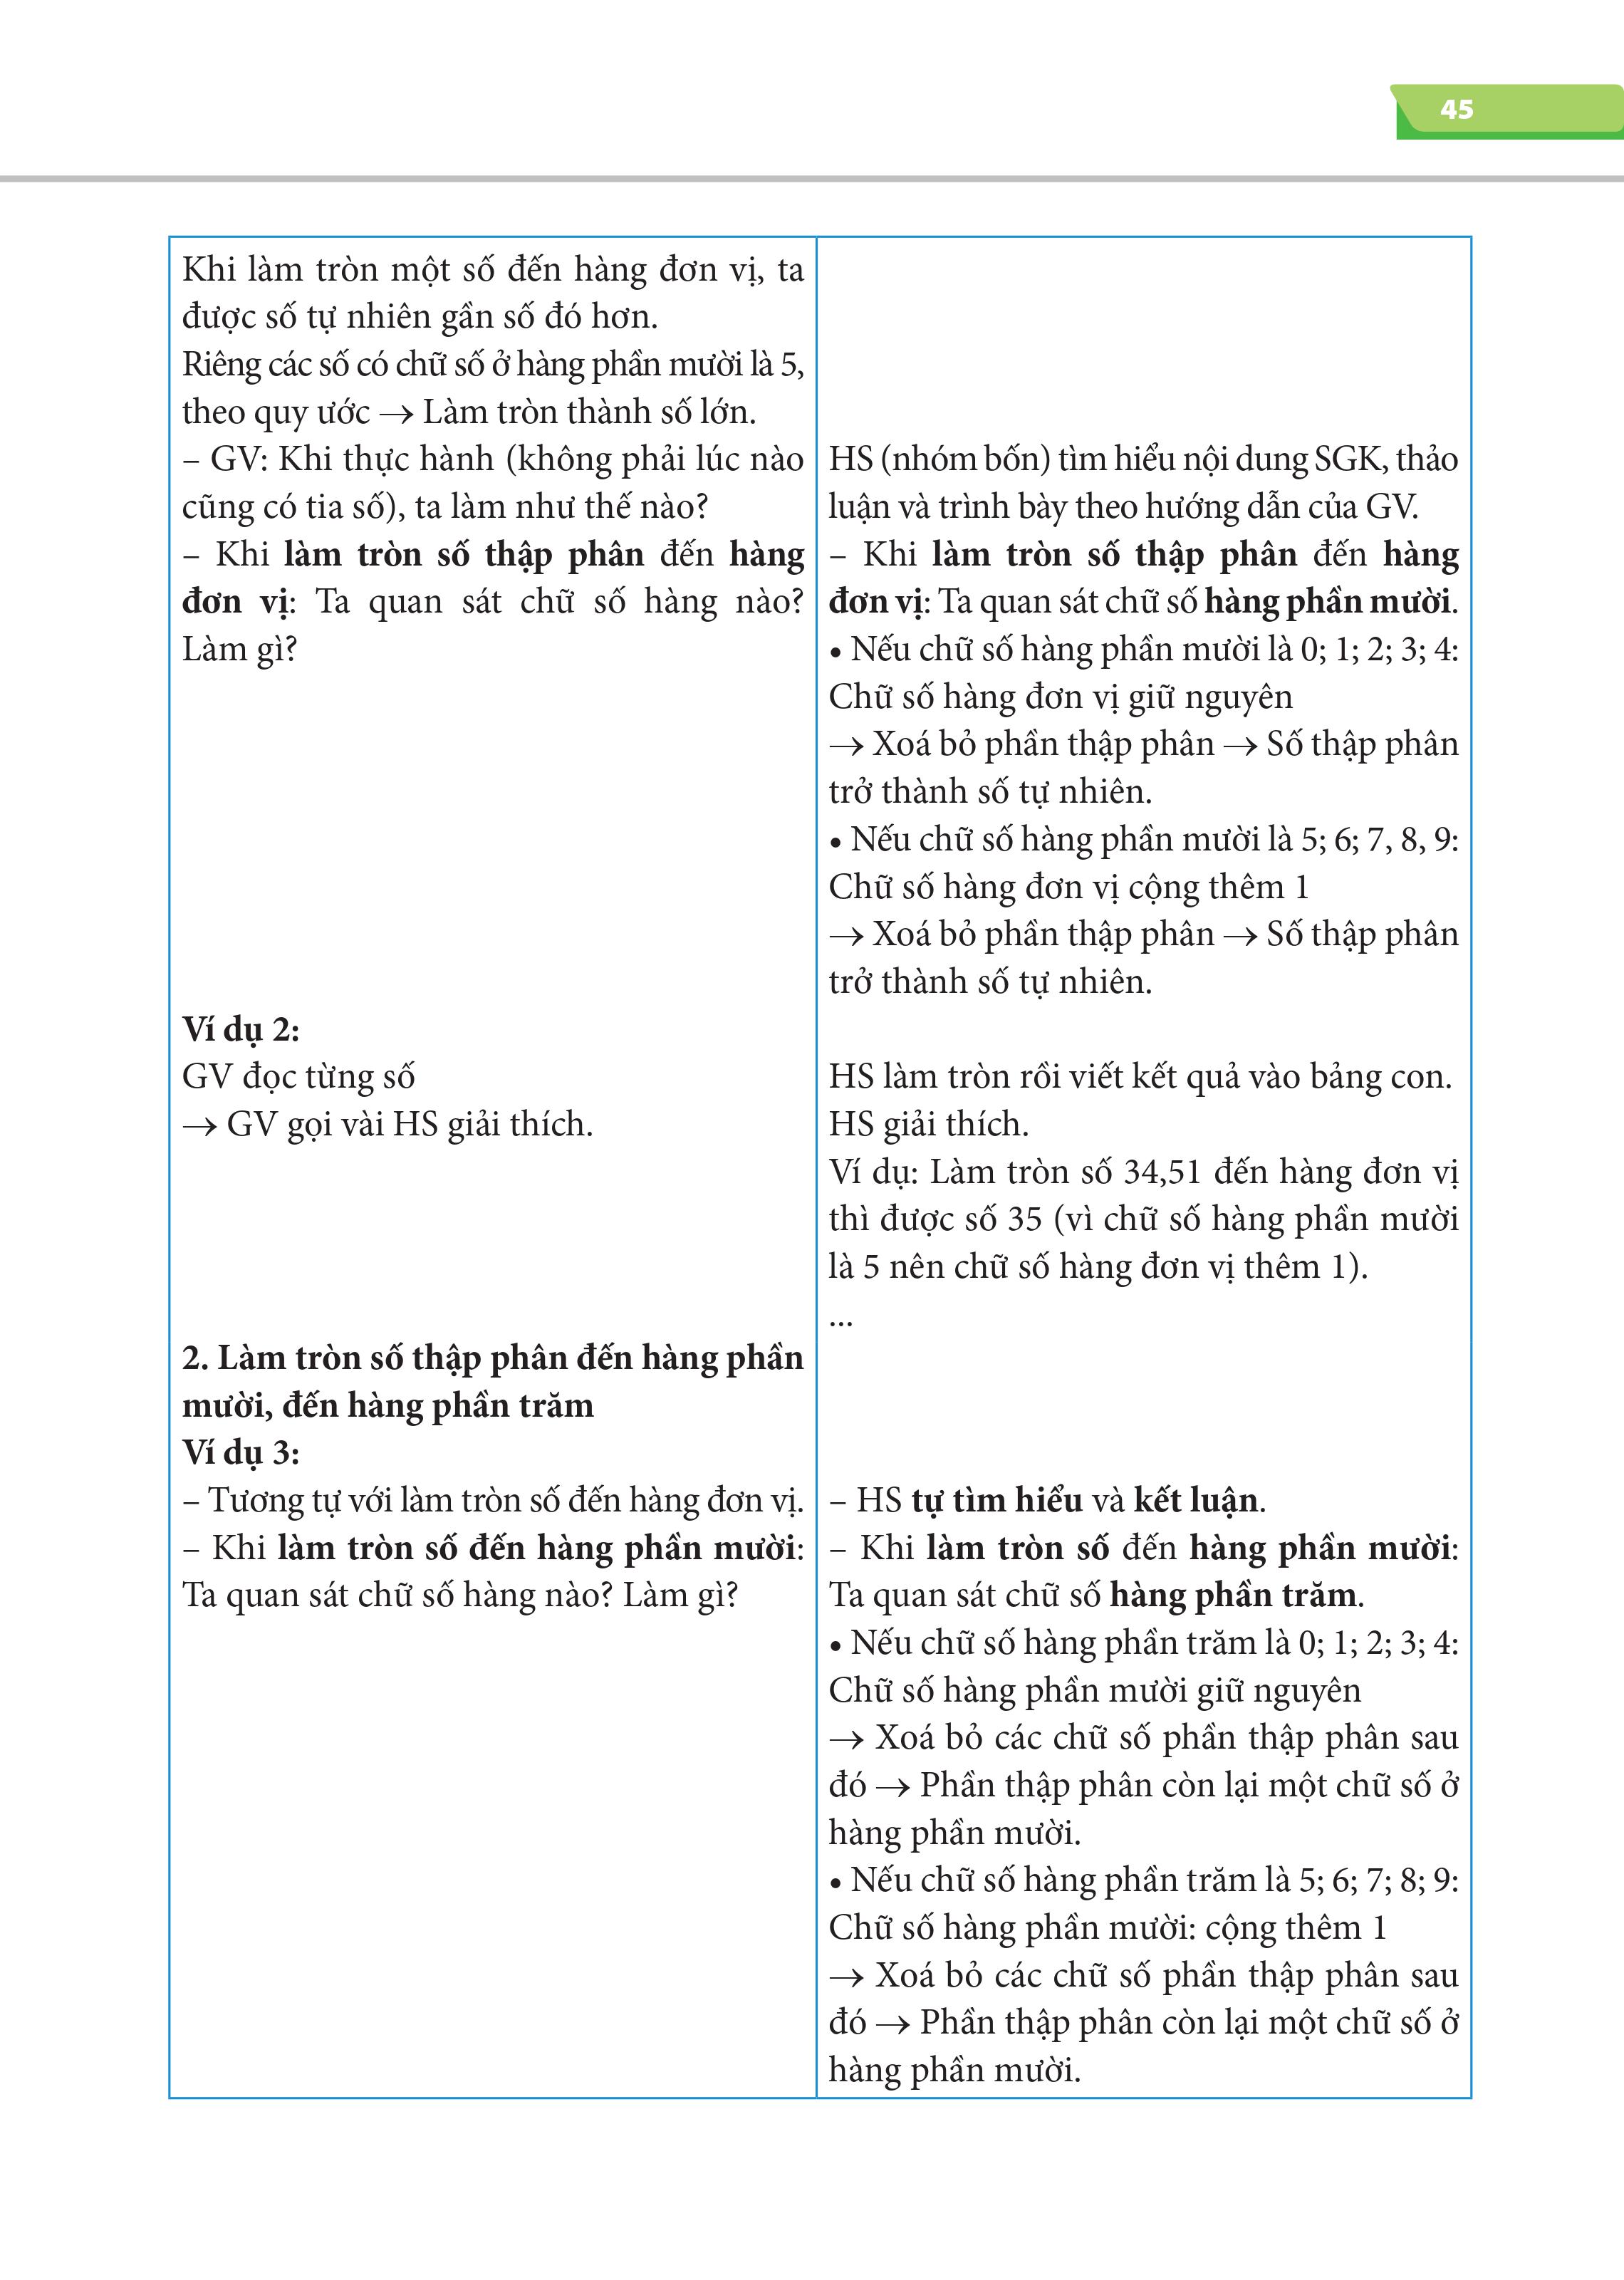 45
Khi làm tròn một số đến hàng đơn vị, ta
được số tự nhiên gần số đó hơn.
Riêng các số có chữ số ở hàng phần mười là 5,
theo quy ước → Làm tròn thành số lớn.
– GV: Khi thực hành (không phải lúc nào
cũng có tia số), ta làm như thế nào?
– Khi làm tròn số thập phân đến hàng
đơn vị: Ta quan sát chữ số hàng nào?
Làm gì?
Ví dụ 2:
GV đọc từng số
→ GV gọi vài HS giải thích.
2. Làm tròn số thập phân đến hàng phần
mười, đến hàng phần trăm
Ví dụ 3:
– Tương tự với làm tròn số đến hàng đơn vị.
– Khi làm tròn số đến hàng phần mười:
Ta quan sát chữ số hàng nào? Làm gì?
HS (nhóm bốn) tìm hiểu nội dung SGK, thảo
luận và trình bày theo hướng dẫn của GV.
– Khi làm tròn số thập phân đến hàng
đơn vị: Ta quan sát chữ số hàng phần mười.
• Nếu chữ số hàng phần mười là 0; 1; 2; 3; 4:
Chữ số hàng đơn vị giữ nguyên
→ Xoá bỏ phần thập phân → Số thập phân
trở thành số tự nhiên.
• Nếu chữ số hàng phần mười là 5; 6; 7, 8, 9:
Chữ số hàng đơn vị cộng thêm 1
→ Xoá bỏ phần thập phân → Số thập phân
trở thành số tự nhiên.
HS làm tròn rồi viết kết quả vào bảng con.
HS giải thích.
Ví dụ: Làm tròn số 34,51 đến hàng đơn vị
thì được số 35 (vì chữ số hàng phần mười
là 5 nên chữ số hàng đơn vị thêm 1).
...
– HS tự tìm hiểu và kết luận.
– Khi làm tròn số đến hàng phần mười:
Ta quan sát chữ số hàng phần trăm.
• Nếu chữ số hàng phần trăm là 0; 1; 2; 3; 4:
Chữ số hàng phần mười giữ nguyên
→ Xoá bỏ các chữ số phần thập phân sau
đó → Phần thập phân còn lại một chữ số ở
hàng phần mười.
• Nếu chữ số hàng phần trăm là 5; 6; 7; 8; 9:
Chữ số hàng phần mười: cộng thêm 1
→ Xoá bỏ các chữ số phần thập phân sau
đó → Phần thập phân còn lại một chữ số ở
hàng phần mười.